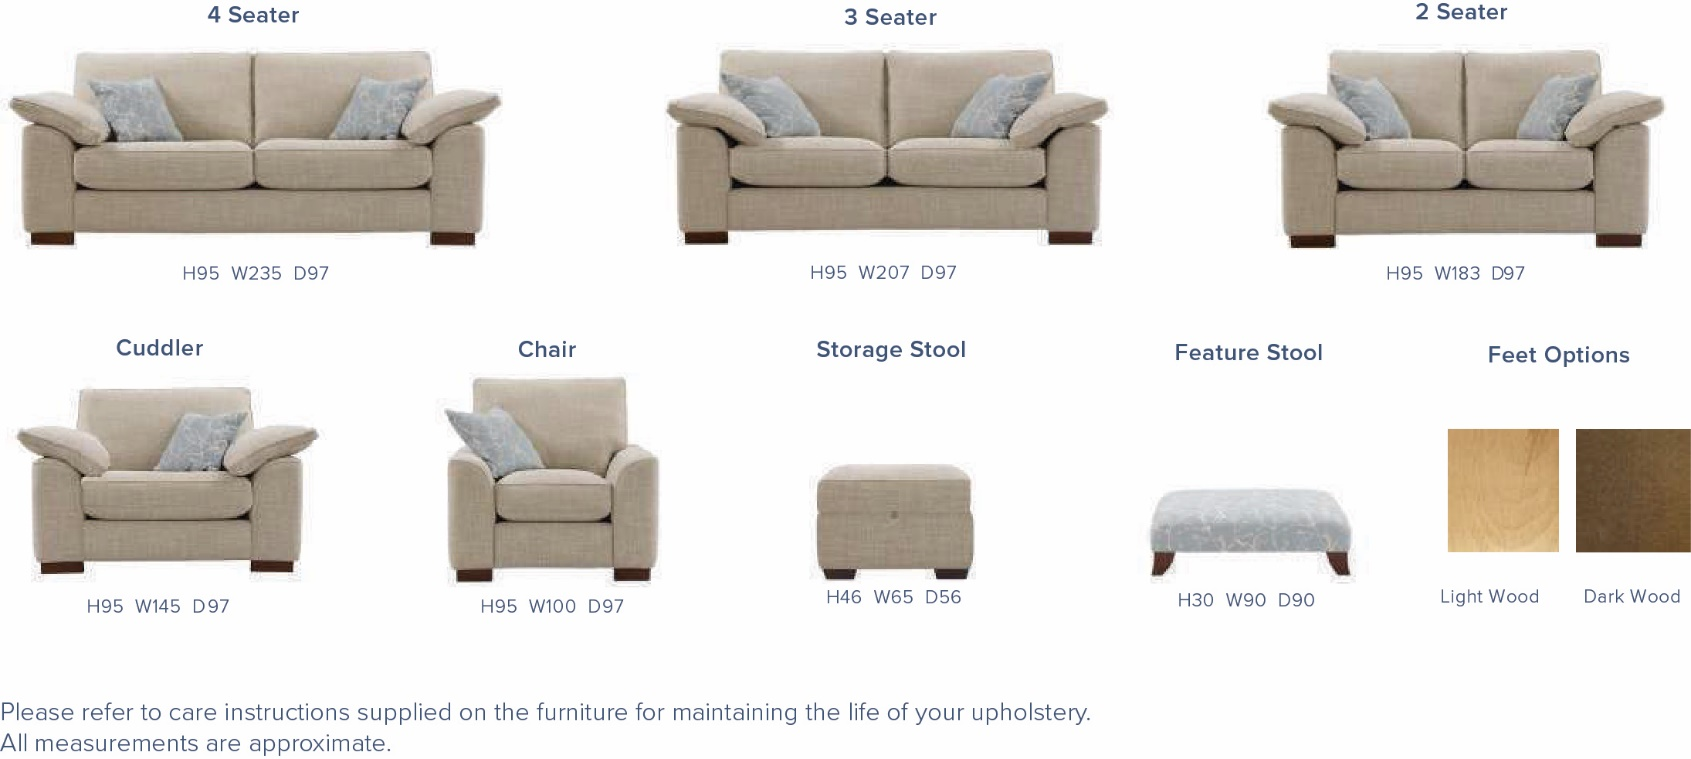 4 Seater
3 Seater
2 Seater
H95 W235 D97
H95 W207 D97
H95 W183 D97
Cuddler
Chair
Storage Stool
Feature Stool
Feet Options
H95 W145 D97
H95 W100 D97
H46 W65 D56
H30 W90 D90
Light Wood
Dark Wood
Please refer to care instructions supplied on the furniture for maintaining the life of your upholstery.
All measurements are approximate.